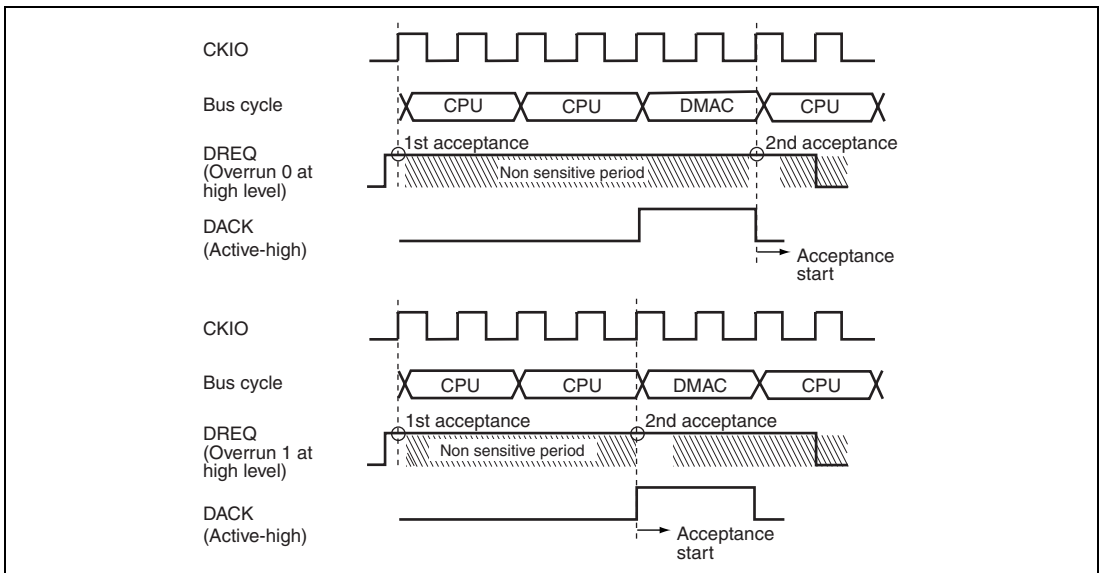 CKIO
Bus cycle
CPU CPU DMAC CPU
1st acceptance 2nd acceptance
DREQ
(Overrun 0 at
high level)
Non sensitive period
DACK
(Active-high)
Acceptance
start
CKIO
Bus cycle
CPU CPU DMAC CPU
1st acceptance 2nd acceptance
DREQ
(Overrun 1 at
high level)
Non sensitive period
DACK
(Active-high)
Acceptance
start